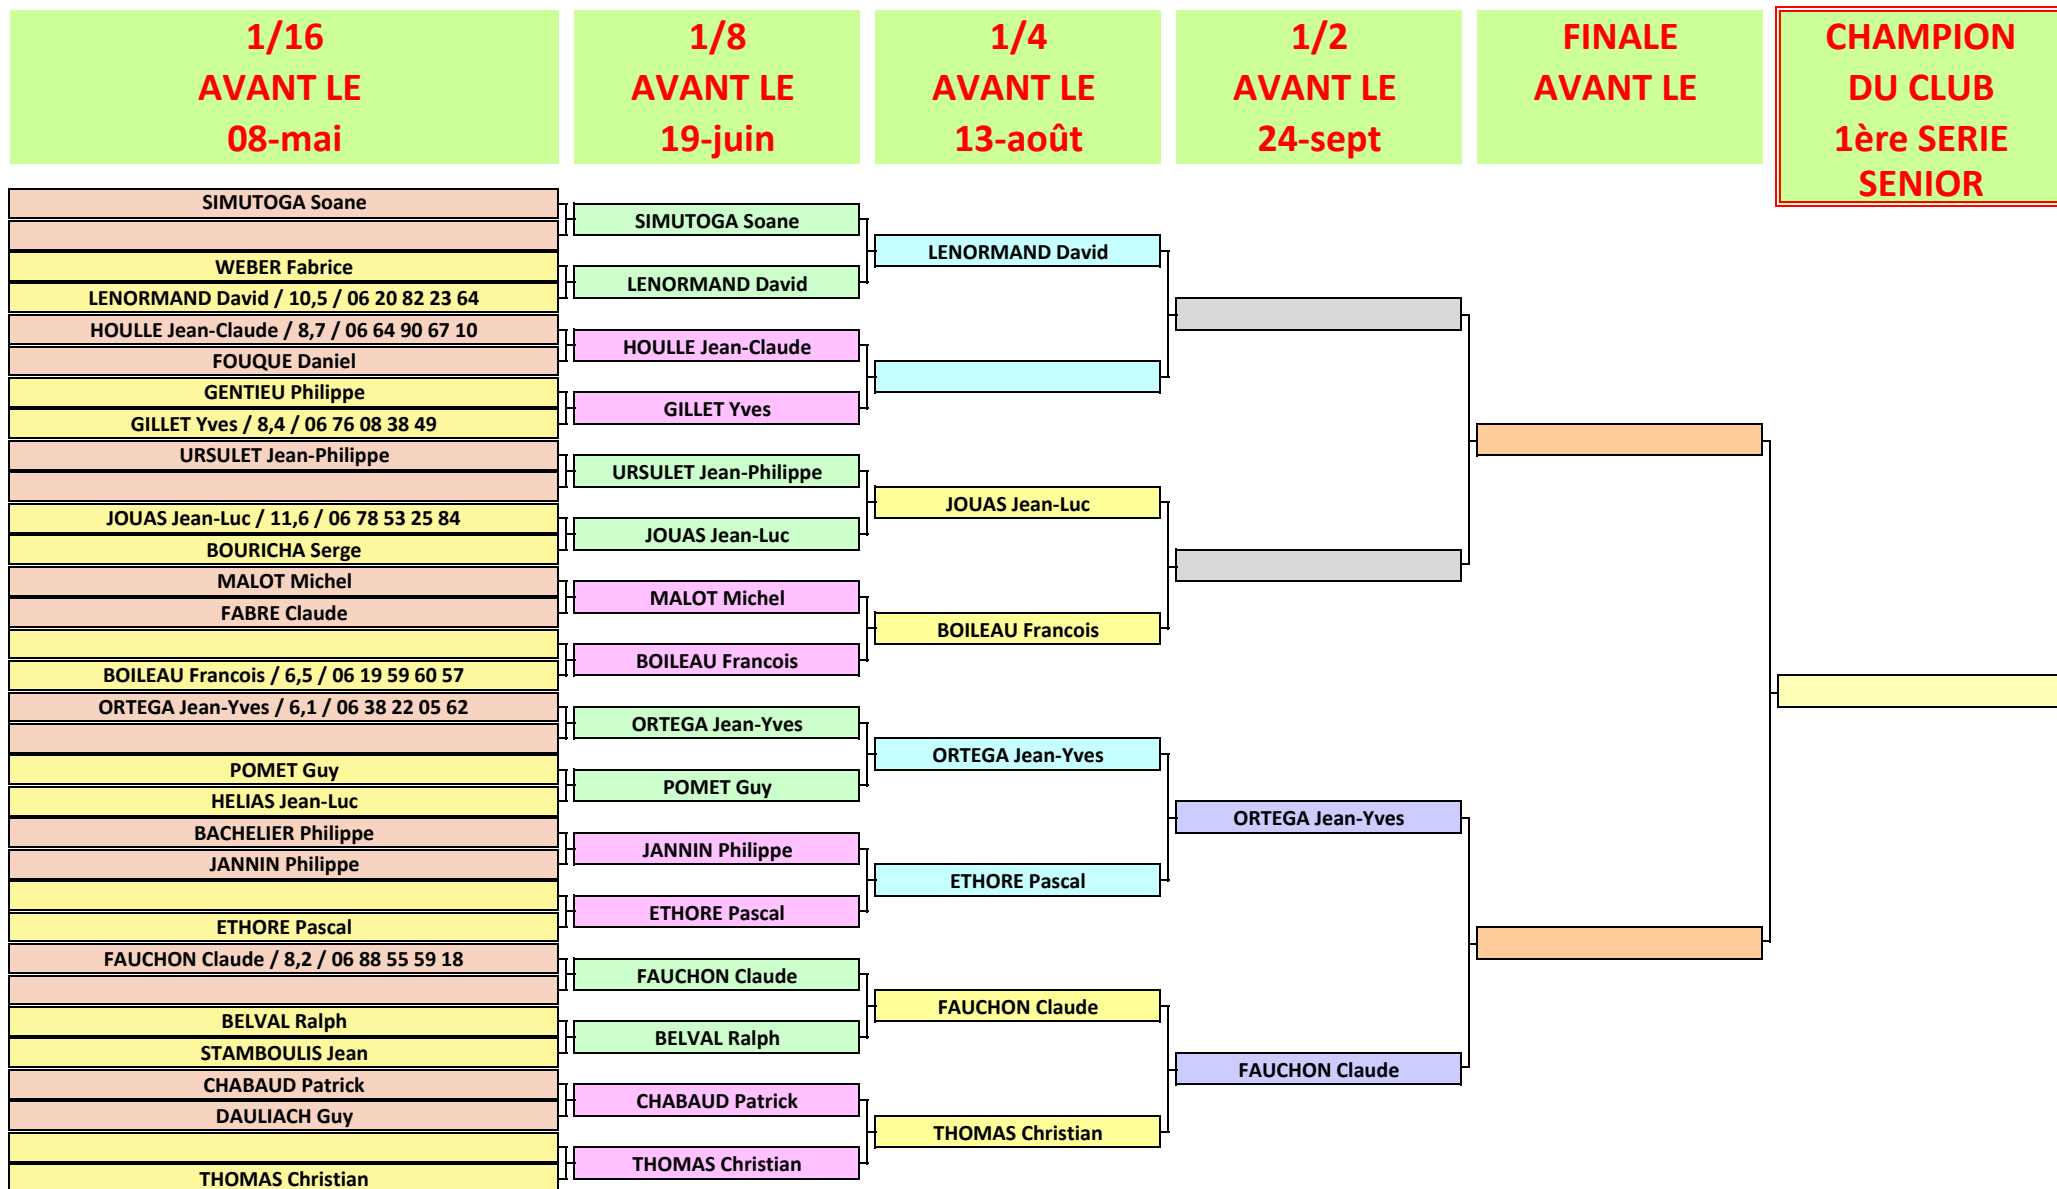 1/16
AVANT LE
08-mai
1/8
AVANT LE
19-juin
1/4
AVANT LE
13-août
1/2
AVANT LE
24-sept
FINALE
AVANT LE
CHAMPION
DU CLUB
1ère SERIE
SENIOR
SIMUTOGA Soane
WEBER Fabrice
LENORMAND David / 10,5 / 06 20 82 23 64
HOULLE Jean-Claude / 8,7 / 06 64 90 67 10
FOUQUE Daniel
GENTIEU Philippe
GILLET Yves / 8,4 / 06 76 08 38 49
URSULET Jean-Philippe
JOUAS Jean-Luc / 11,6 / 06 78 53 25 84
BOURICHA Serge
MALOT Michel
FABRE Claude
BOILEAU Francois / 6,5 / 06 19 59 60 57
ORTEGA Jean-Yves / 6,1 / 06 38 22 05 62
POMET Guy
HELIAS Jean-Luc
BACHELIER Philippe
JANNIN Philippe
ETHORE Pascal
FAUCHON Claude / 8,2 / 06 88 55 59 18
BELVAL Ralph
STAMBOULIS Jean
CHABAUD Patrick
DAULIACH Guy
THOMAS Christian
SIMUTOGA Soane
LENORMAND David
HOULLE Jean-Claude
GILLET Yves
URSULET Jean-Philippe
JOUAS Jean-Luc
MALOT Michel
BOILEAU Francois
ORTEGA Jean-Yves
POMET Guy
JANNIN Philippe
ETHORE Pascal
FAUCHON Claude
BELVAL Ralph
CHABAUD Patrick
THOMAS Christian
LENORMAND David
JOUAS Jean-Luc
BOILEAU Francois
ORTEGA Jean-Yves
ETHORE Pascal
FAUCHON Claude
THOMAS Christian
ORTEGA Jean-Yves
FAUCHON Claude